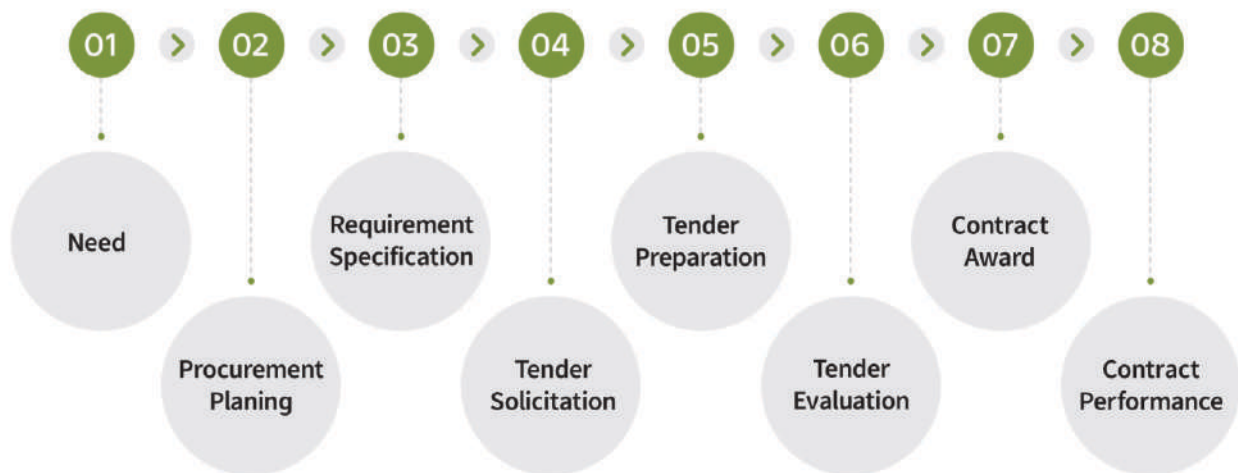 01
02
03
04
05
06
07
08
Need
Procurement
Planing
Requirement
Specification
Tender
Solicitation
Tender
Preparation
Tender
Evaluation
Contract
Award
Contract
Performance